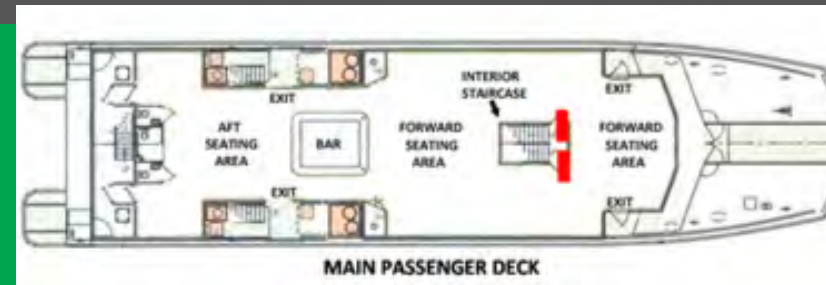 INTERIOR
STAIRCASE
EXIT
EXIT
AFT
SEATING
AREA
BAR
FORWARD
SEATING
AREA
FORWARD
SEATING
AREA
EXIT
EXIT
MAIN PASSENGER DECK